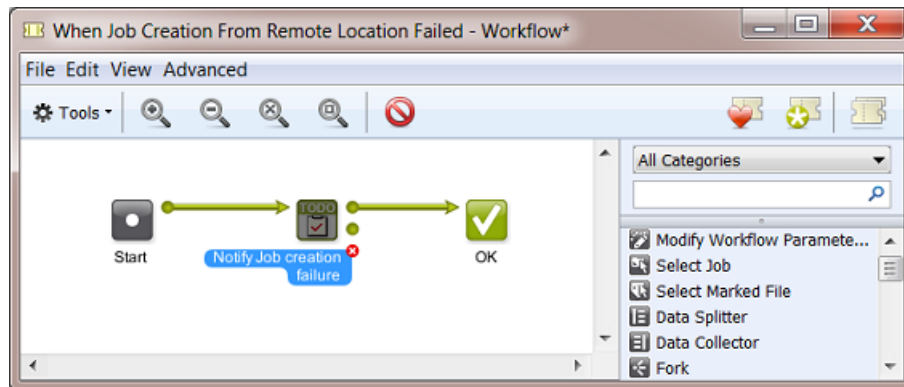 When Job Creation From Remote Location Failed - Workflow*
File Edit View Advanced
Tools
All Categories
TODO
Start
Notify Job creation
failure
OK
Modify Workflow Paramete...
Select Job
Select Marked File
Data Splitter
Data Collector
Fork